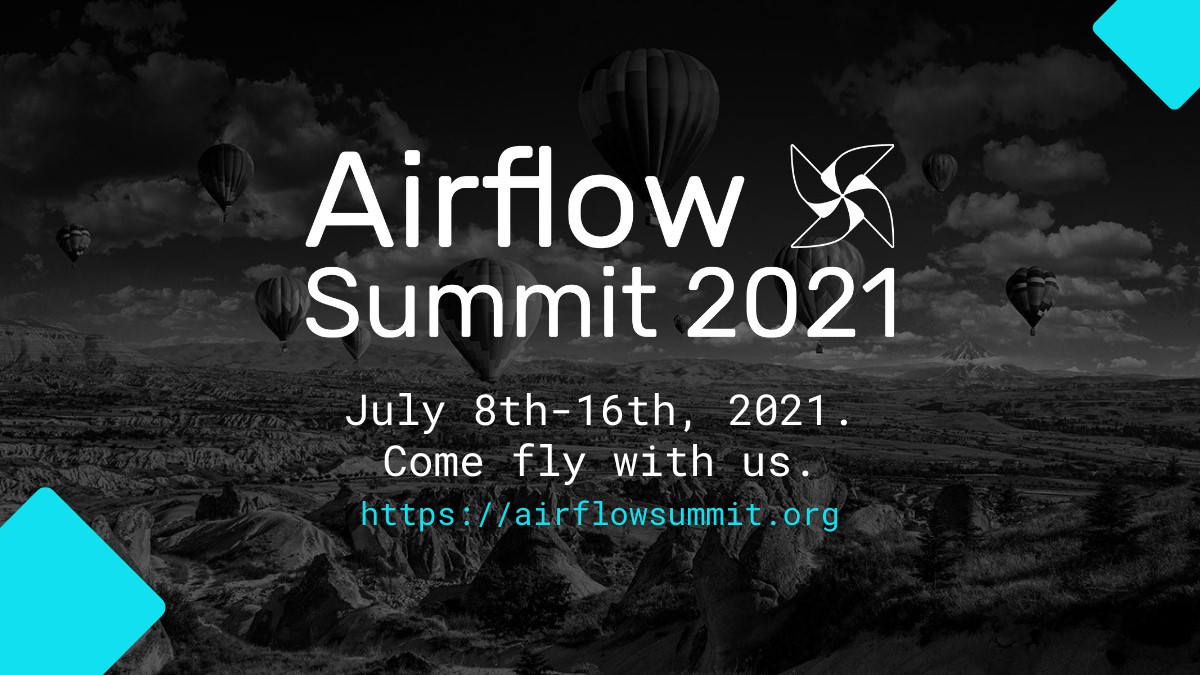 Airflow
Summit 2021
July 8th-16th, 2021.
Come fly with us.
https://airflowsummit.org